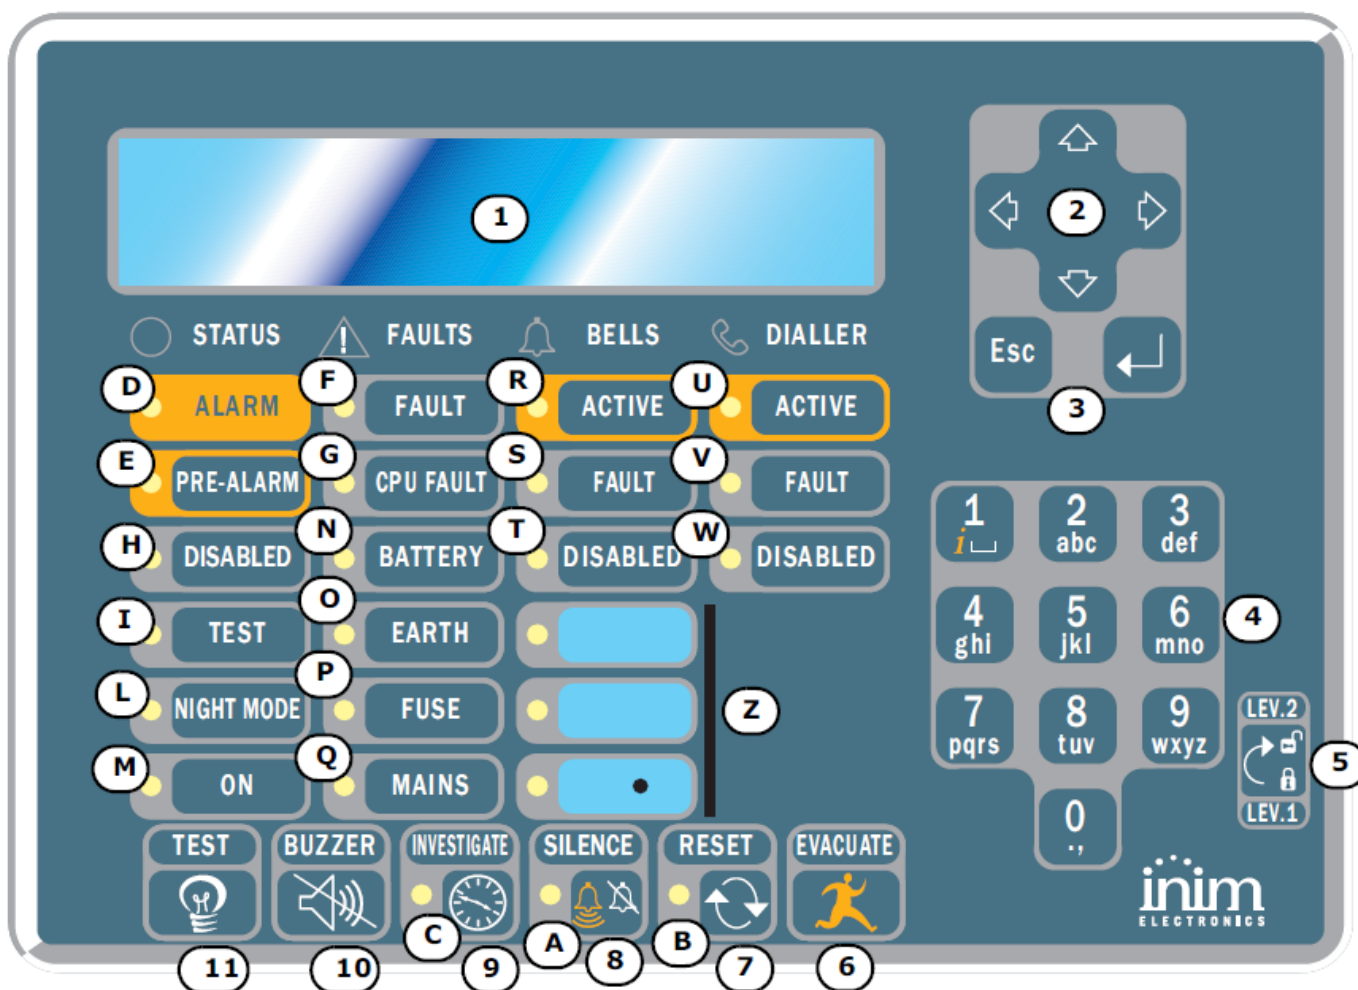 1
2
STATUS FAULTS BELLS DIALLER
Esc
3
D ALARM F FAULT R ACTIVE U ACTIVE
E PRE-ALARM G CPU FAULT S FAULT V FAULT
H DISABLED N BATTERY T DISABLED W DISABLED
I TEST O EARTH
L NIGHT MODE P FUSE Z
M ON Q MAINS
1 2 3
i abc def
4 5 6 4
ghi jkl mno
7 8 9
pqrs tuv wxyz
0
.,
LEV.2
5
LEV.1
TEST BUZZER INVESTIGATE SILENCE RESET EVACUATE
C A B
11 10 9 8 7 6
inim
ELECTRONICS